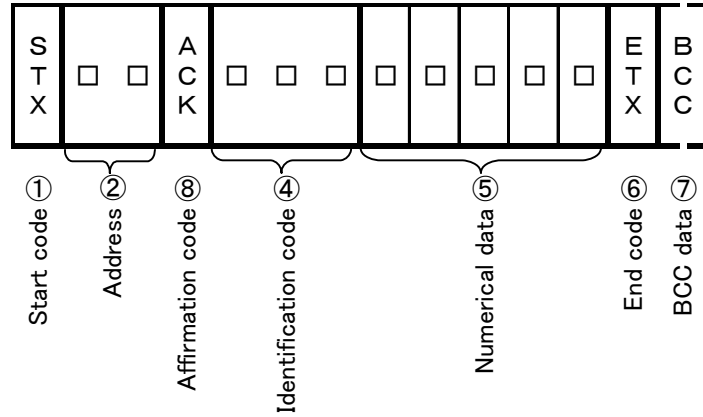 STX □ □ ACK □ □ □ □ □ □ □ □ ETX BCC
① ② ⑧ ④ ⑤ ⑥ ⑦
Start code
Address
Affirmation code
Identification code
Numerical data
End code
BCC data